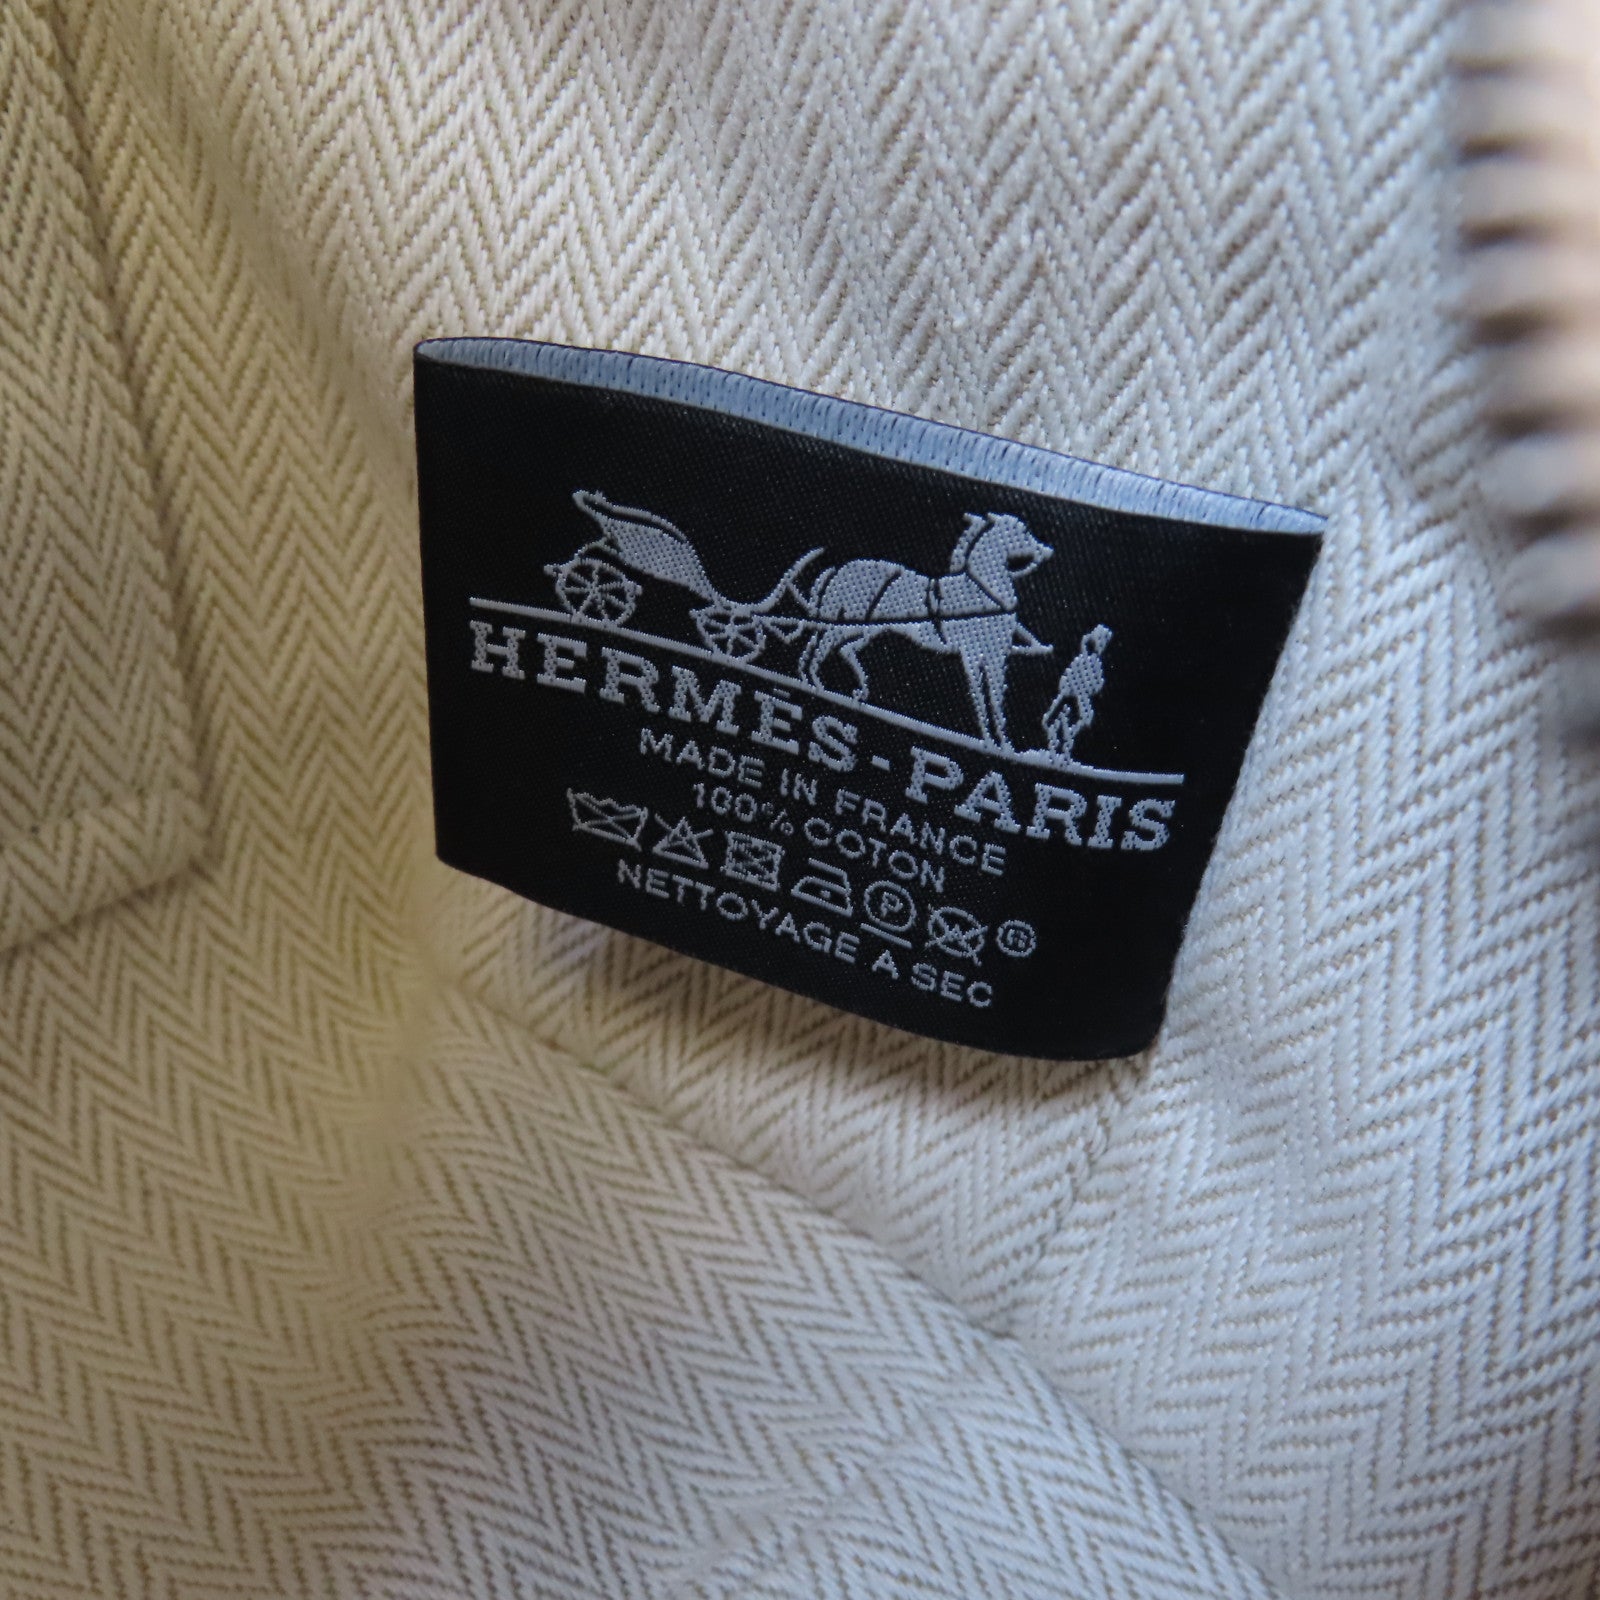 HERMÈS-PARIS
MADE IN FRANCE
100% COTON
P
NETTOYAGE A SEC